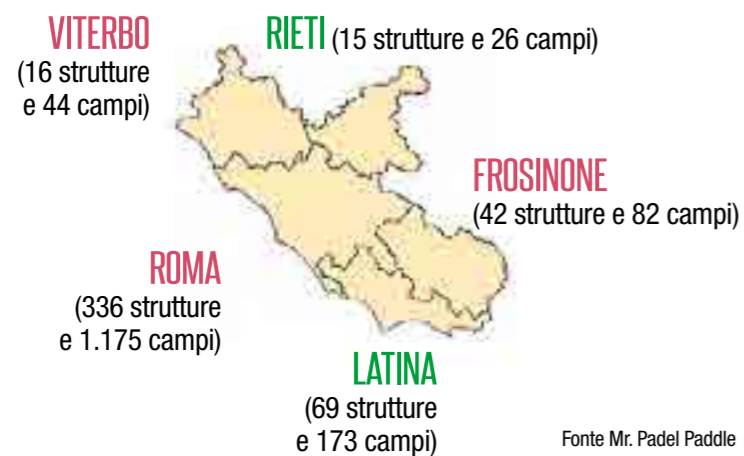 VITERBO
(16 strutture
e 44 campi)
RIETI (15 strutture e 26 campi)
FROSINONE
(42 strutture e 82 campi)
ROMA
(336 strutture
e 1.175 campi)
LATINA
(69 strutture
e 173 campi)
Fonte Mr. Padel Paddle